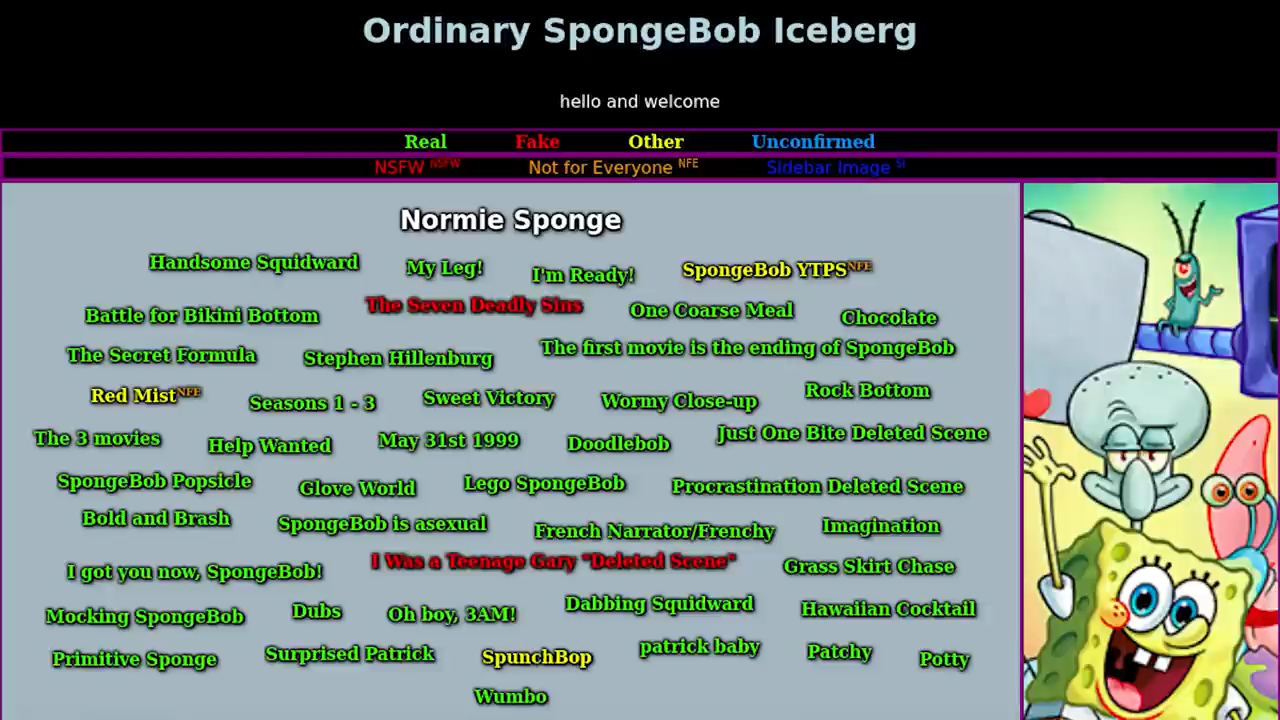 Ordinary SpongeBob Iceberg
hello and welcome
Real Fake Other Unconfirmed
NSFW NSFW Not for Everyone NFE Sidebar Image SI
Normie Sponge
Handsome Squidward My Leg! I'm Ready! SpongeBob YTPS NFE
Battle for Bikini Bottom The Seven Deadly Sins One Coarse Meal Chocolate
The Secret Formula Stephen Hillenburg The first movie is the ending of SpongeBob
Red Mist NFE Seasons 1 - 3 Sweet Victory Wormy Close-up Rock Bottom
The 3 movies Help Wanted May 31st 1999 Doodlebob Just One Bite Deleted Scene
SpongeBob Popsicle Glove World Lego SpongeBob Procrastination Deleted Scene
Bold and Brash SpongeBob is asexual French Narrator/Frenchy Imagination
I got you now, SpongeBob! I Was a Teenage Gary "Deleted Scene" Grass Skirt Chase
Mocking SpongeBob Dubs Oh boy, 3AM! Dabbing Squidward Hawaiian Cocktail
Primitive Sponge Surprised Patrick SpunchBop patrick baby Patchy Potty
Wumbo